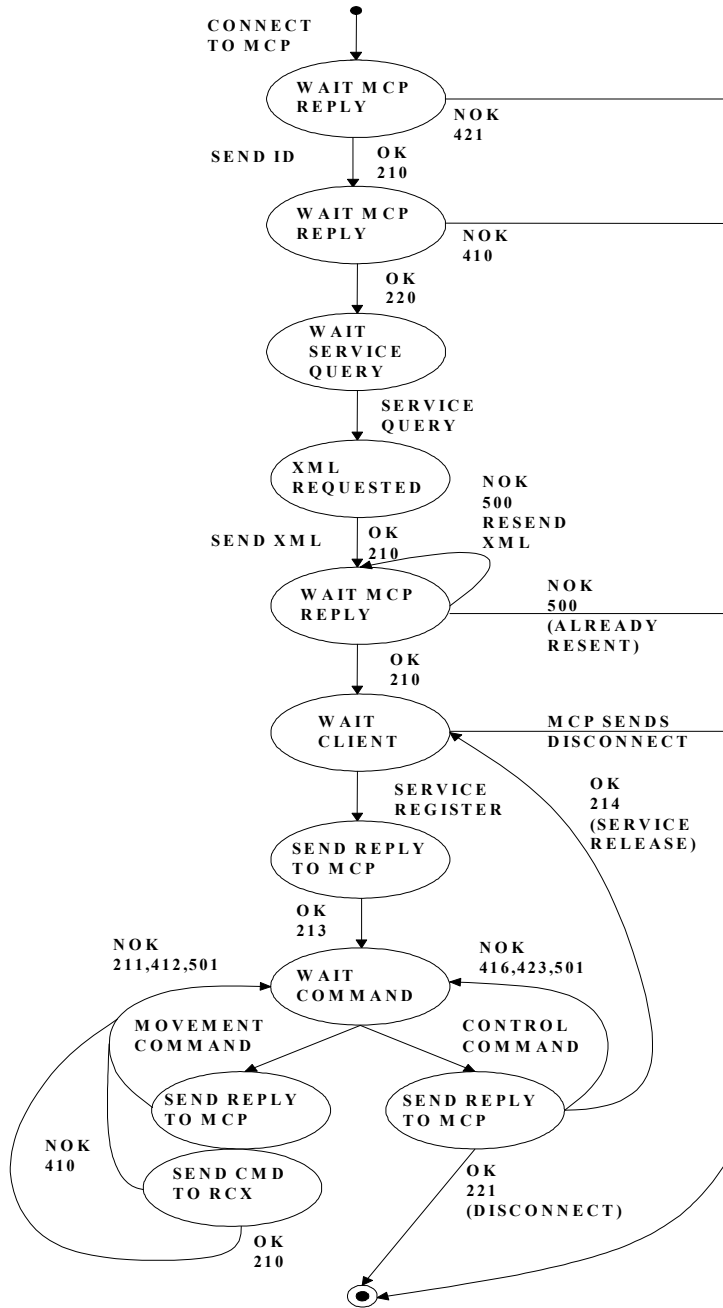 CONNECT
TO MCP
WAIT MCP
REPLY
NOK
421
SEND ID
OK
210
WAIT MCP
REPLY
NOK
410
OK
220
WAIT
SERVICE
QUERY
SERVICE
QUERY
XML
REQUESTED
NOK
500
RESEND
XML
SEND XML
OK
210
WAIT MCP
REPLY
NOK
500
(ALREADY
RESENT)
OK
210
WAIT
CLIENT
MCP SENDS
DISCONNECT
SERVICE
REGISTER
OK
214
(SERVICE
RELEASE)
SEND REPLY
TO MCP
OK
213
NOK
211,412,501
NOK
416,423,501
WAIT
COMMAND
MOVEMENT
COMMAND
CONTROL
COMMAND
SEND REPLY
TO MCP
SEND REPLY
TO MCP
NOK
410
SEND CMD
TO RCX
OK
210
OK
221
(DISCONNECT)